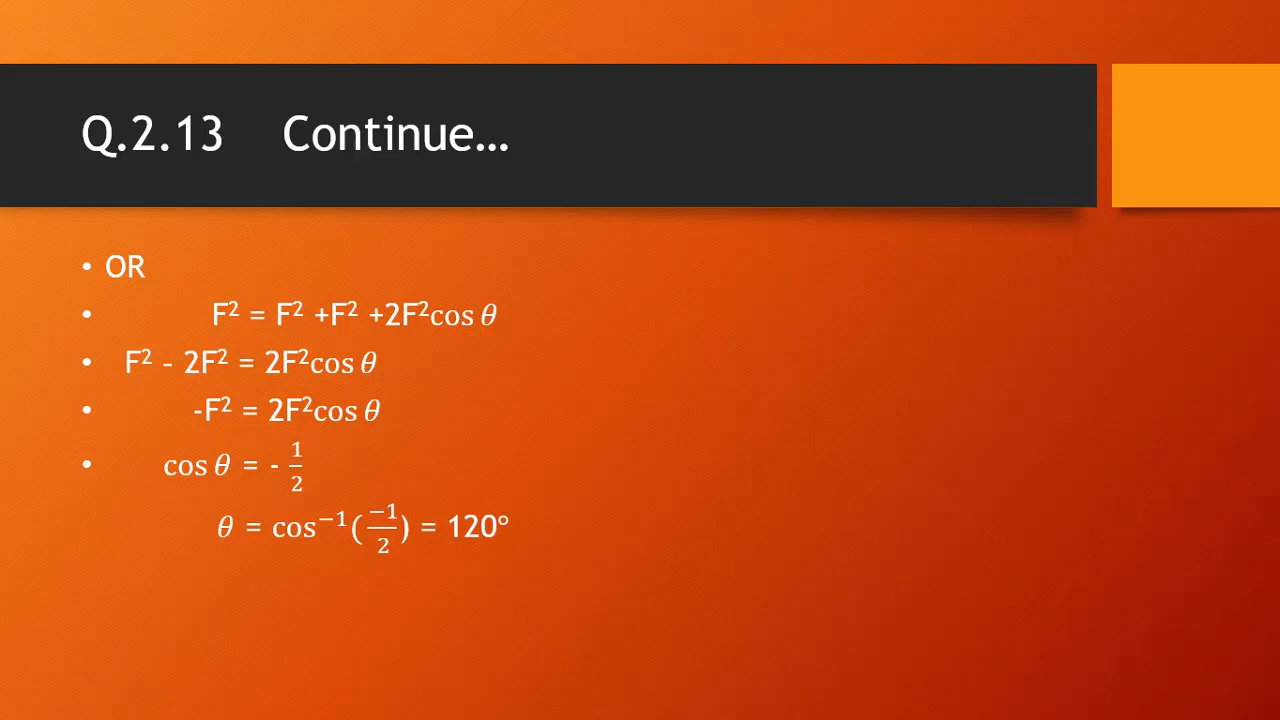 Q.2.13 Continue...
• OR
• F² = F² +F² +2F²cos θ
• F² - 2F² = 2F²cos θ
• -F² = 2F²cos θ
• cos θ = - 1/2
θ = cos⁻¹(−1/2) = 120°